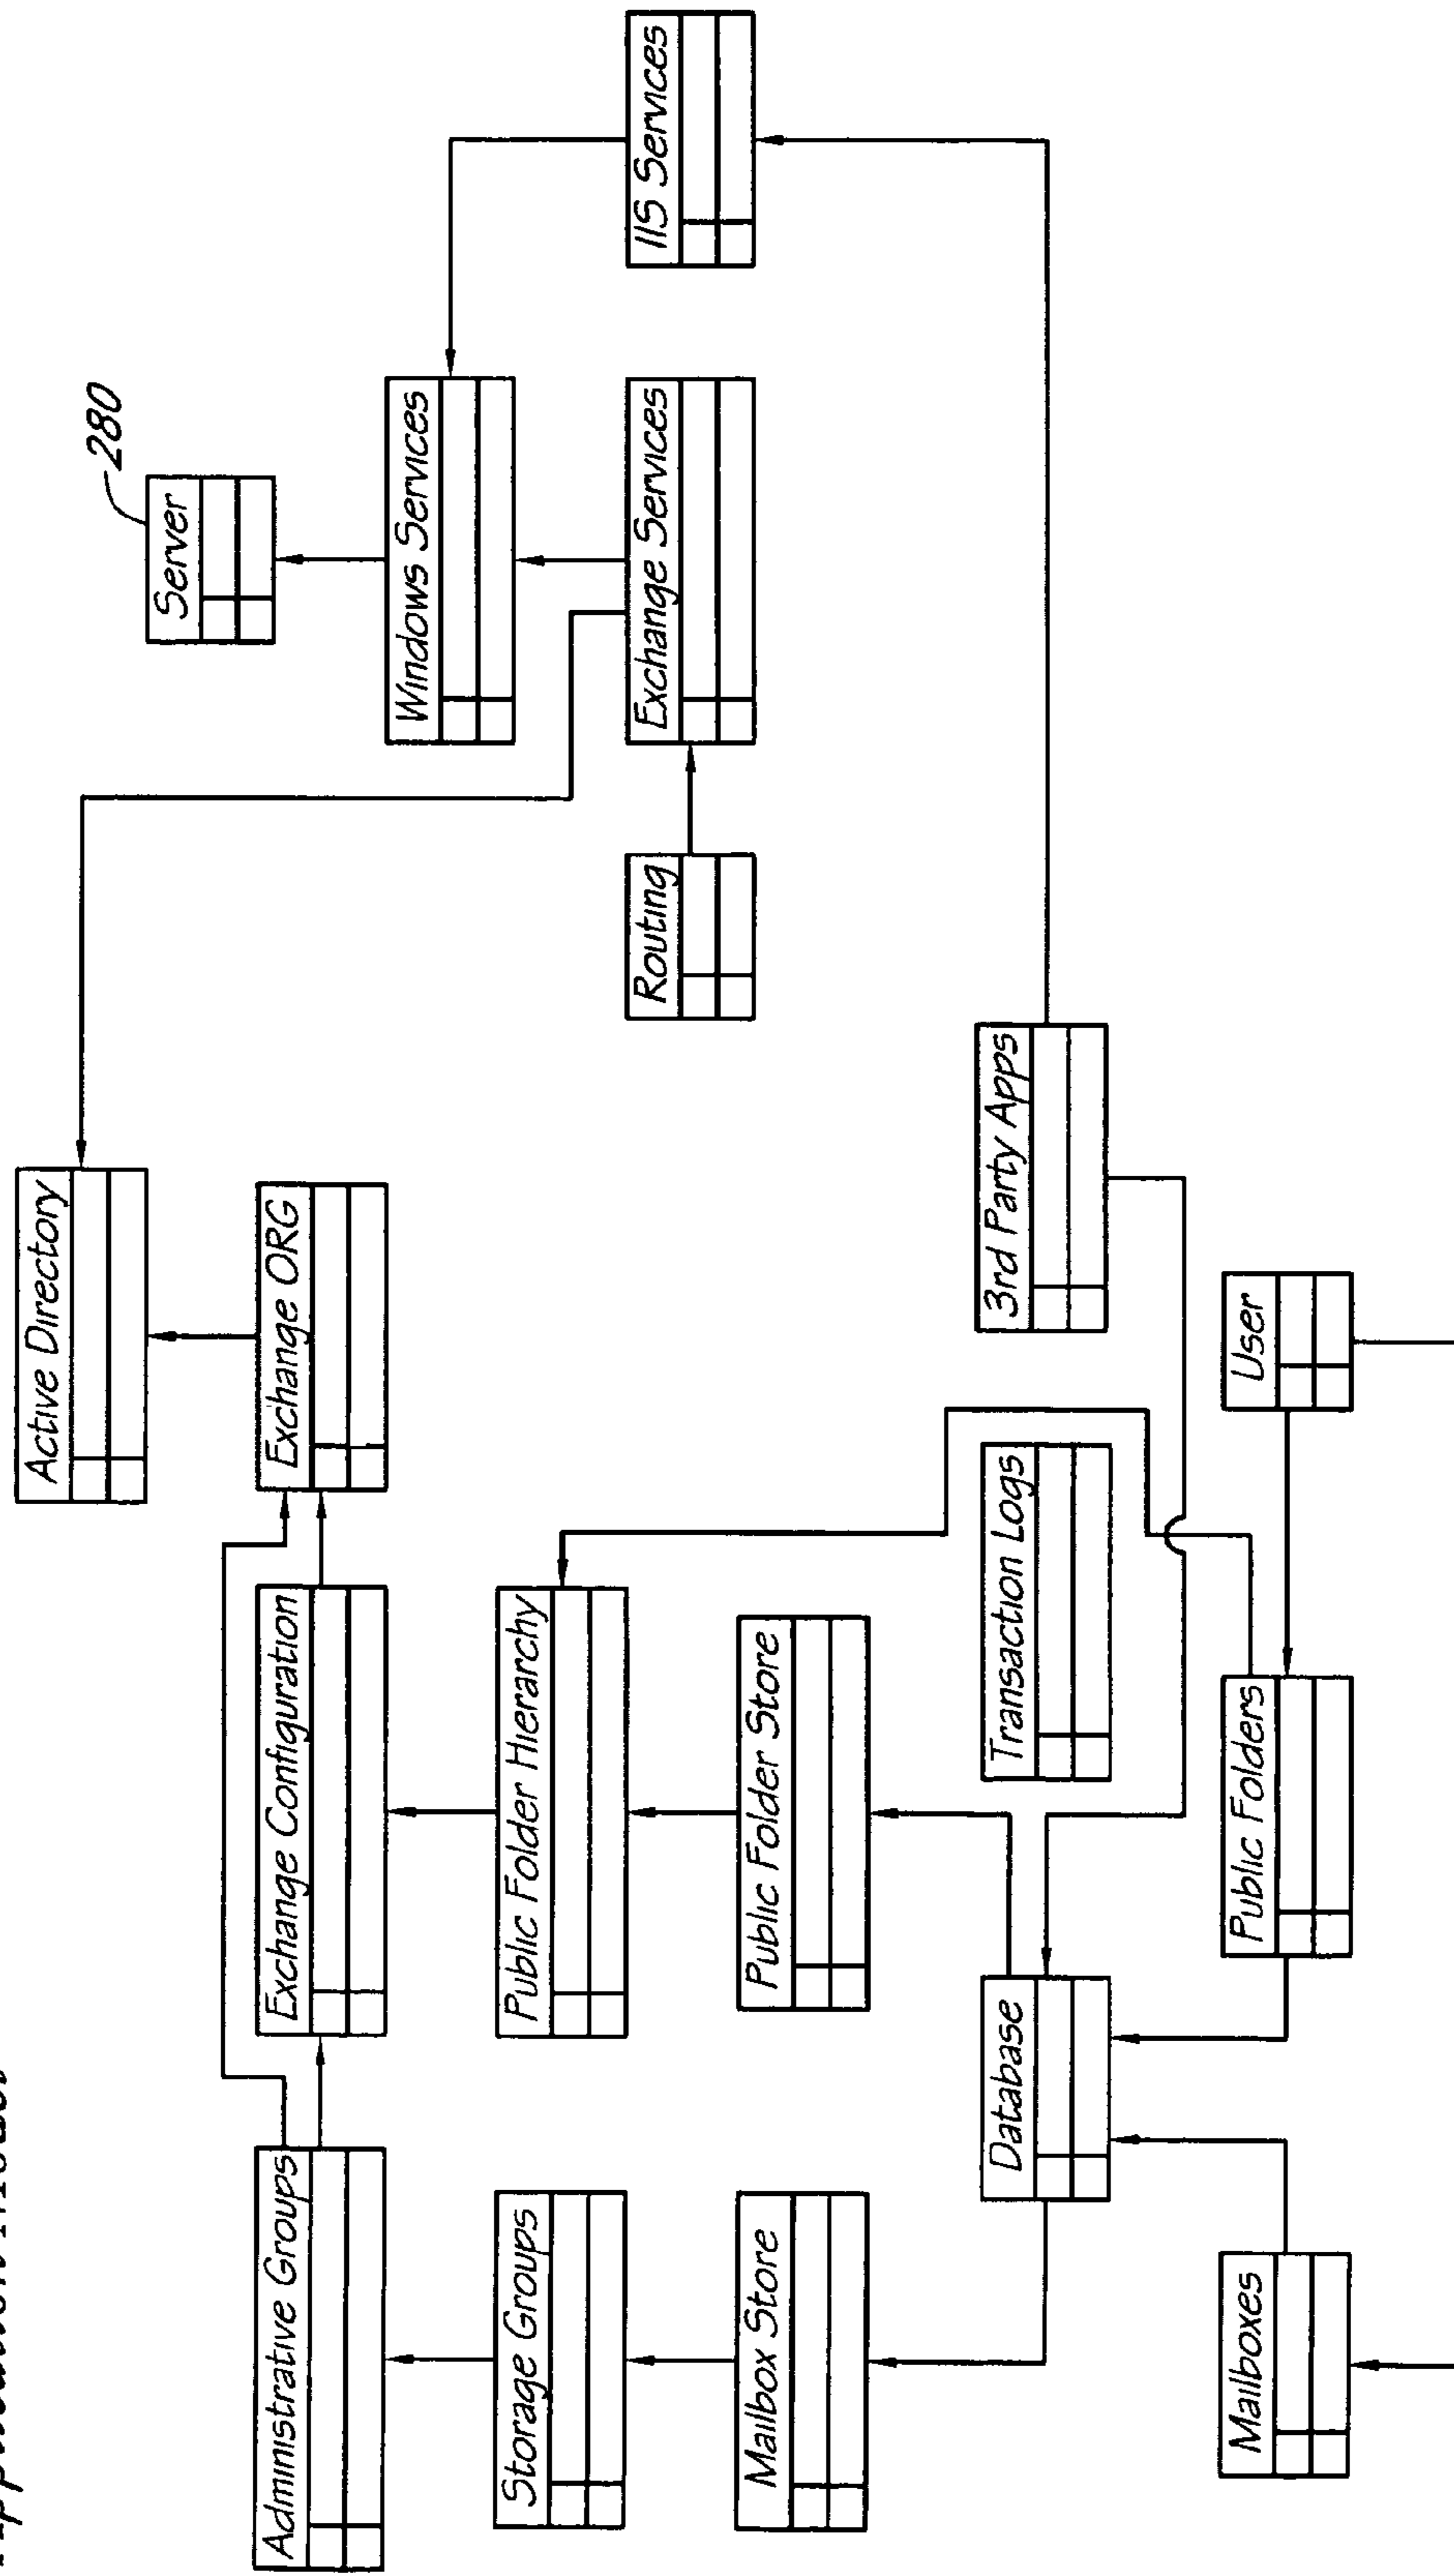 Application Model
Active Directory
Server
280
Administrative Groups
Exchange Configuration
Exchange ORG
Windows Services
Storage Groups
Public Folder Hierarchy
Mailbox Store
Public Folder Store
Routing
Exchange Services
IIS Services
Database
Transaction Logs
3rd Party Apps
Mailboxes
Public Folders
User